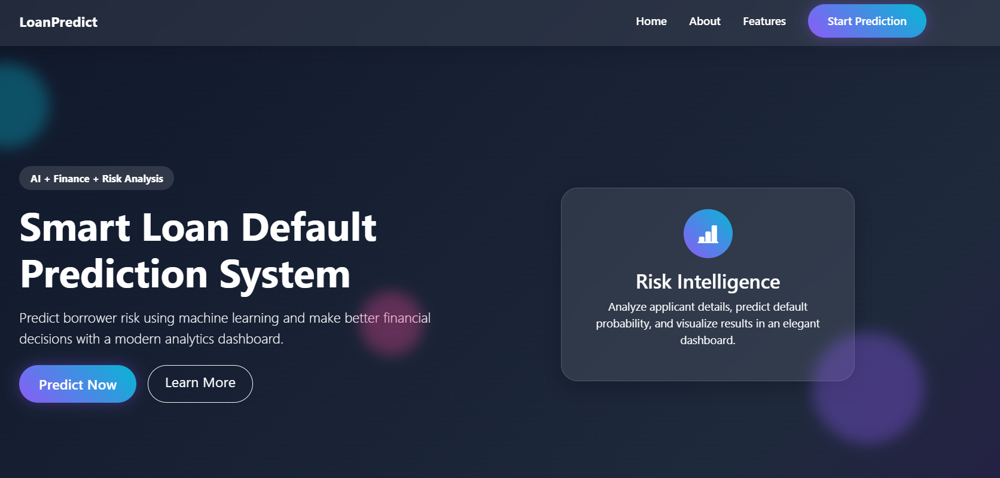 LoanPredict
Home
About
Features
Start Prediction
AI + Finance + Risk Analysis
Smart Loan Default
Prediction System
Predict borrower risk using machine learning and make better financial
decisions with a modern analytics dashboard.
Predict Now
Learn More
Risk Intelligence
Analyze applicant details, predict default
probability, and visualize results in an elegant
dashboard.